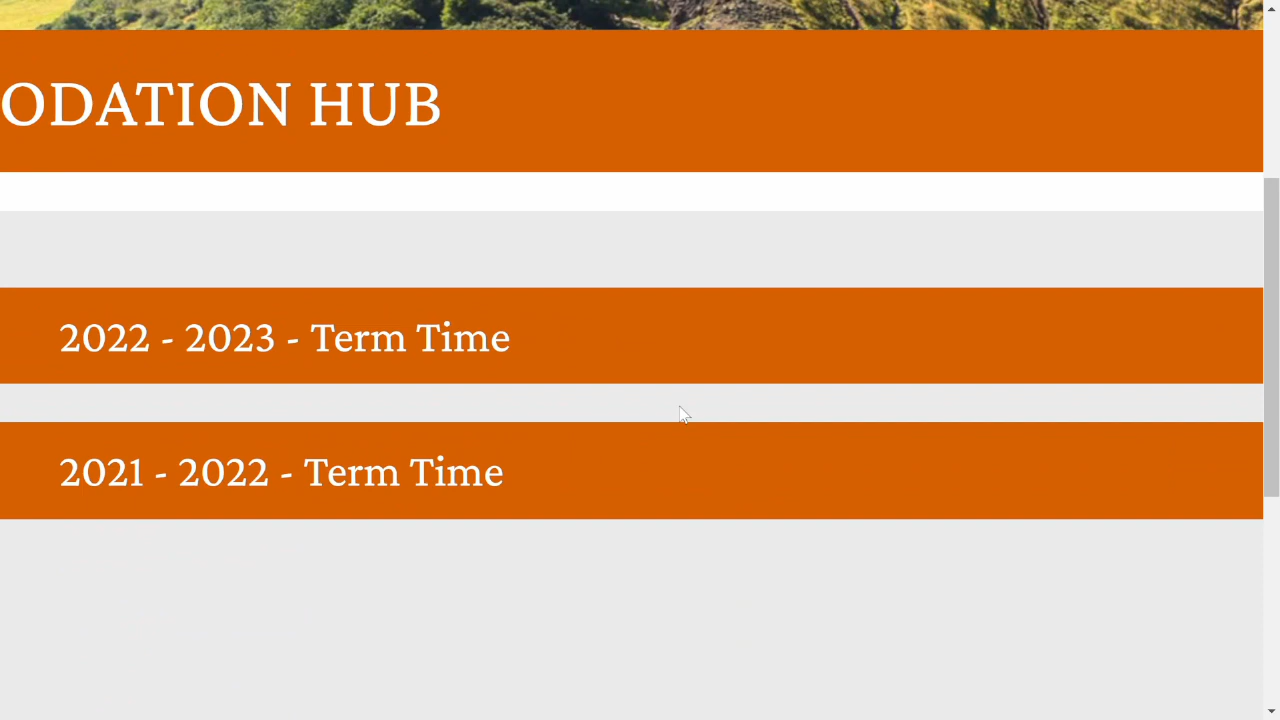 ODATION HUB
2022 - 2023 - Term Time
2021 - 2022 - Term Time